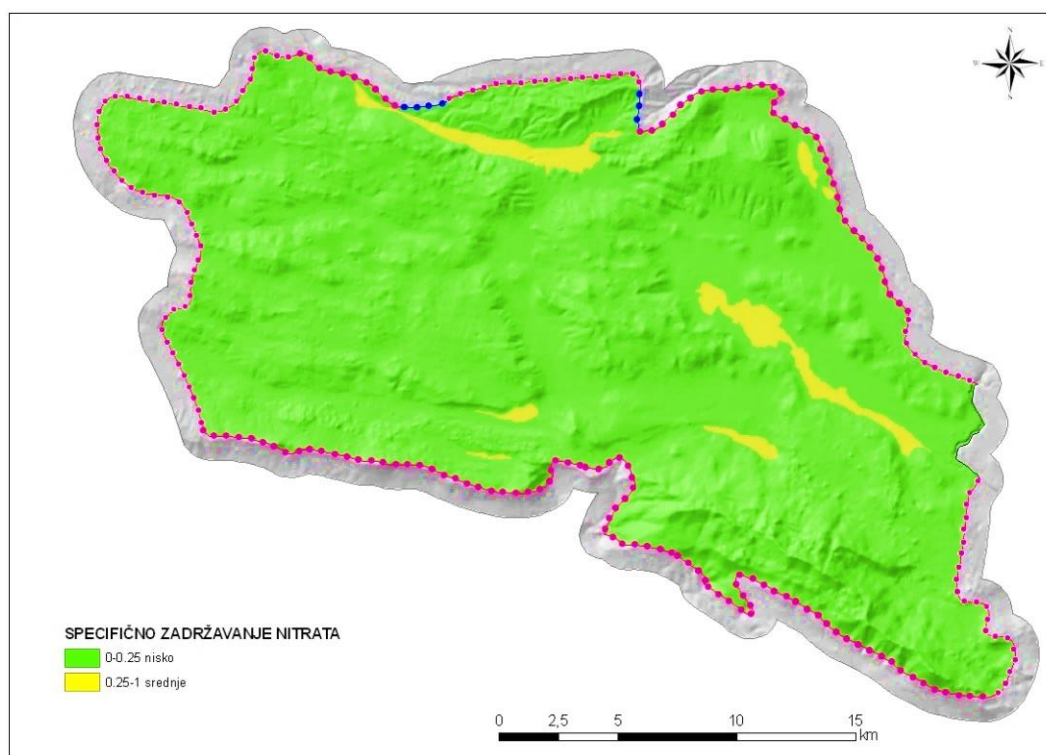 N
W E
N
SPECIFIČNO ZADRŽAVANJE NITRATA
0-0.25 nisko
0.25-1 srednje
0 2,5 5 10 15
km